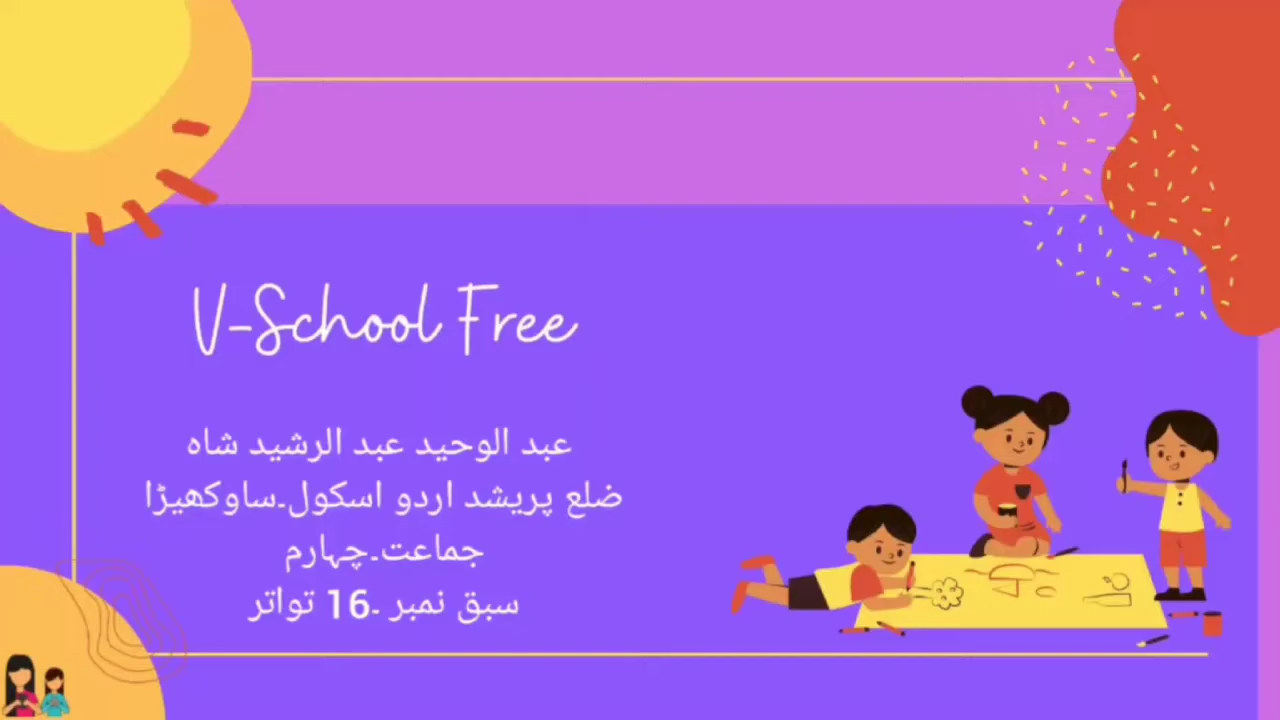 V-School Free
عبد الوحید عبد الرشید شاہ
ضلع پریشد اردو اسکول۔ساوکھیڑا
جماعت۔چہارم
سبق نمبر ۔16 تواتر